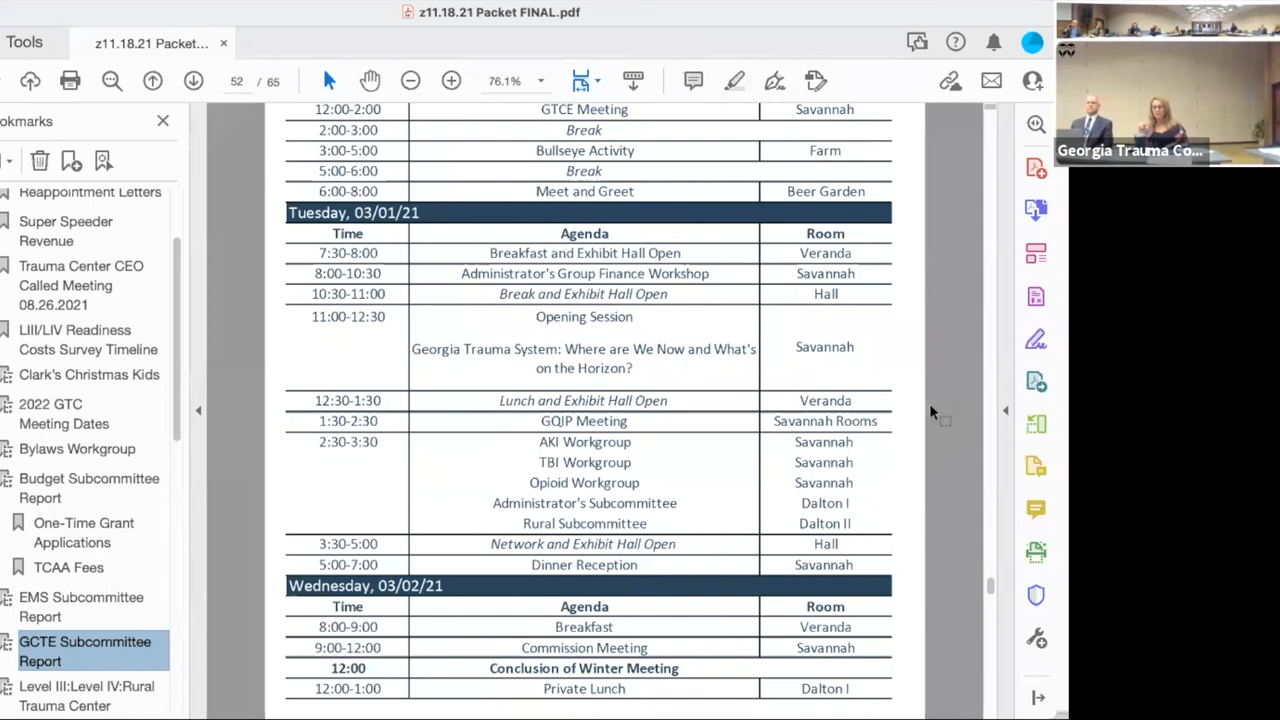 z11.18.21 Packet FINAL.pdf
Tools
z11.18.21 Packet... ×
52 / 65
76.1%
okmarks
Reappointment Letters
Super Speeder
Revenue
Trauma Center CEO
Called Meeting
08.26.2021
LIII/LIV Readiness
Costs Survey Timeline
Clark's Christmas Kids
2022 GTC
Meeting Dates
Bylaws Workgroup
Budget Subcommittee
Report
One-Time Grant
Applications
TCAA Fees
EMS Subcommittee
Report
GCTE Subcommittee
Report
Level III:Level IV:Rural
Trauma Center
12:00-2:00 GTCE Meeting Savannah
2:00-3:00 Break
3:00-5:00 Bullseye Activity Farm
5:00-6:00 Break
6:00-8:00 Meet and Greet Beer Garden
Tuesday, 03/01/21
Time Agenda Room
7:30-8:00 Breakfast and Exhibit Hall Open Veranda
8:00-10:30 Administrator's Group Finance Workshop Savannah
10:30-11:00 Break and Exhibit Hall Open Hall
11:00-12:30 Opening Session
Georgia Trauma System: Where are We Now and What's
on the Horizon?
Savannah
12:30-1:30 Lunch and Exhibit Hall Open Veranda
1:30-2:30 GQIP Meeting Savannah Rooms
2:30-3:30 AKI Workgroup Savannah
TBI Workgroup Savannah
Opioid Workgroup Savannah
Administrator's Subcommittee Dalton I
Rural Subcommittee Dalton II
3:30-5:00 Network and Exhibit Hall Open Hall
5:00-7:00 Dinner Reception Savannah
Wednesday, 03/02/21
Time Agenda Room
8:00-9:00 Breakfast Veranda
9:00-12:00 Commission Meeting Savannah
12:00 Conclusion of Winter Meeting
12:00-1:00 Private Lunch Dalton I
Georgia Trauma Co...